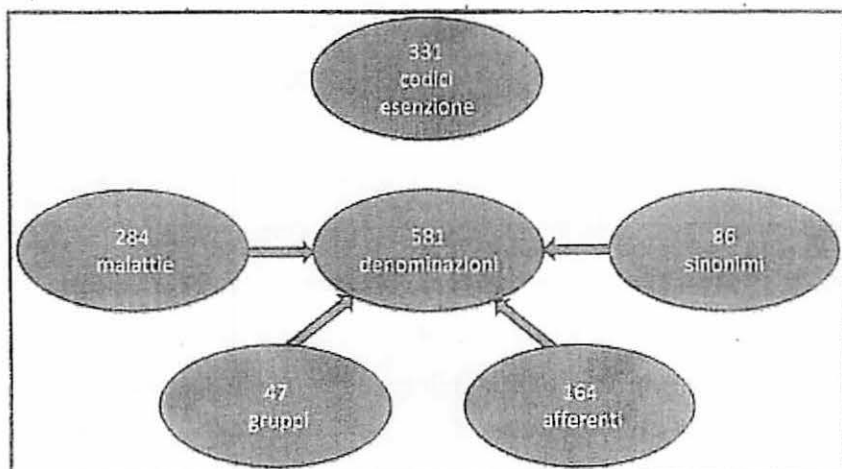 331
codici
esenzione
284
malattie
581
denominazioni
86
sinonimi
47
gruppi
164
afferenti